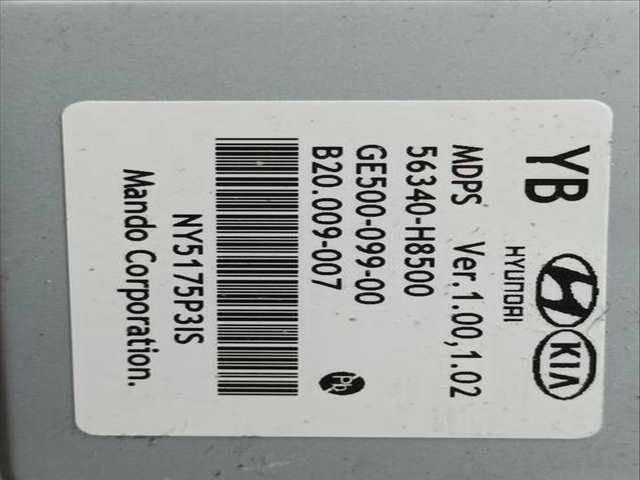 YB HYUNDAI KIA
MDPS Ver.1.00,1.02
56340-H8500
GE500-099-00
B20.009-007
Pb
NY5175P3IS
Mando Corporation.